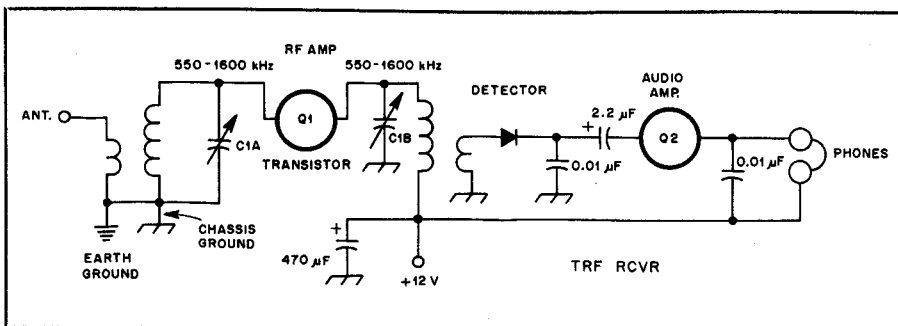 RF AMP
550-1600 kHz
550-1600 kHz
AUDIO
AMP.
DETECTOR
2.2 µF
+
ANT.
Q1
Q2
C1A
C1B
TRANSISTOR
0.01 µF
0.01 µF
PHONES
CHASSIS
GROUND
EARTH
GROUND
+
470 µF
+12 V
TRF RCVR